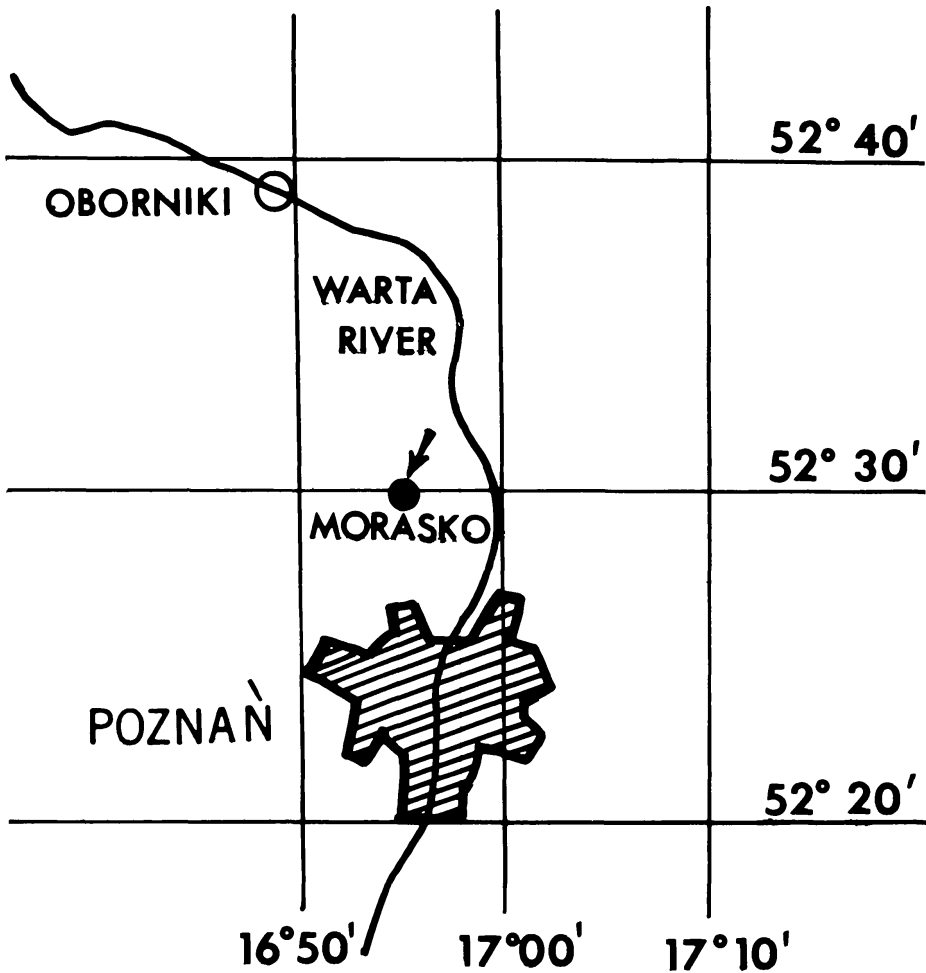 52° 40'
OBORNIKI
WARTA
RIVER
52° 30'
MORASKO
POZNAŃ
52° 20'
16°50'
17°00'
17°10'